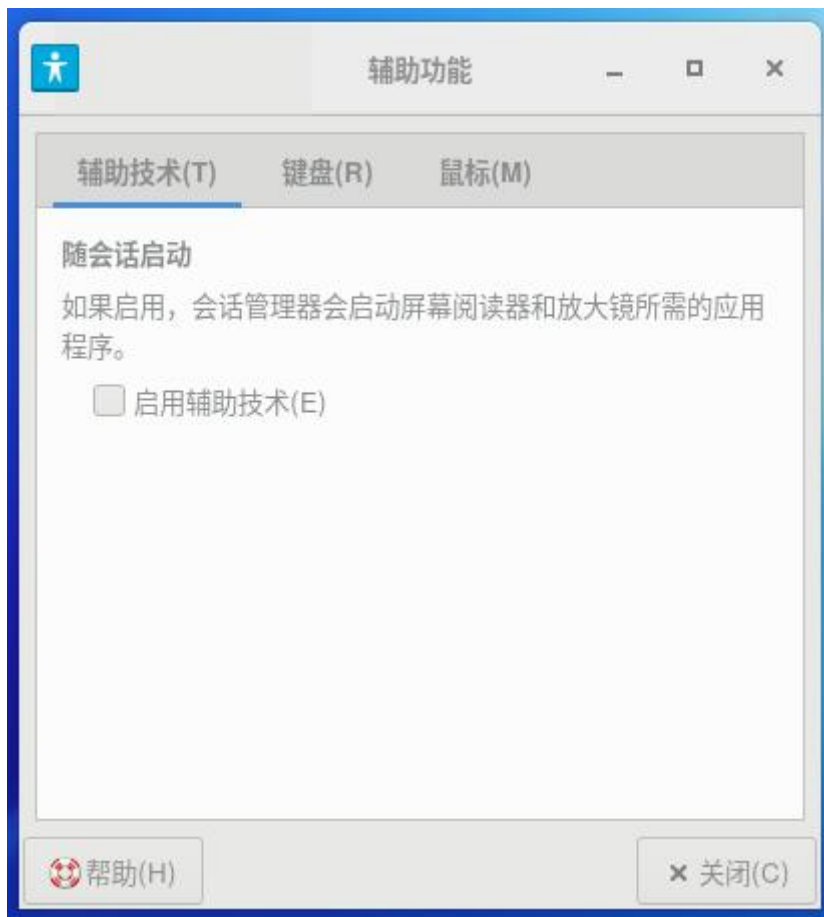 辅助功能
辅助技术(T) 键盘(R) 鼠标(M)
随会话启动
如果启用，会话管理器会启动屏幕阅读器和放大镜所需的应用
程序。
启用辅助技术(E)
帮助(H) 关闭(C)